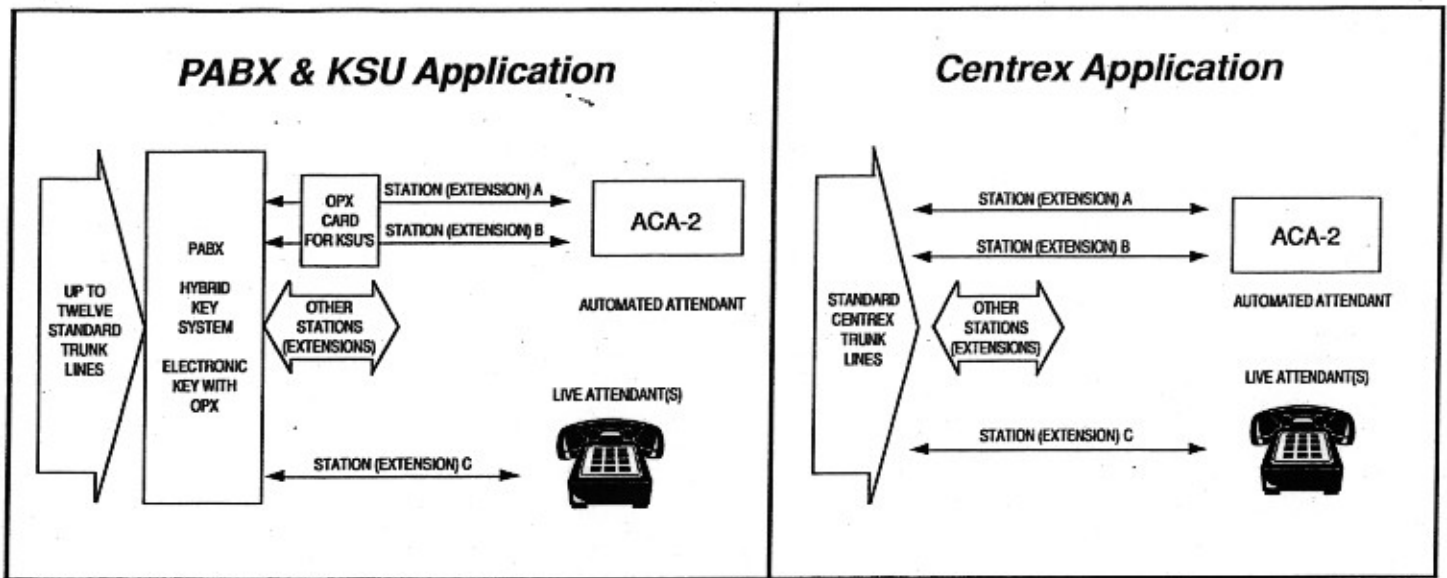 PABX & KSU Application
UP TO
TWELVE
STANDARD
TRUNK
LINES
PABX
HYBRID
KEY
SYSTEM
ELECTRONIC
KEY WITH
OPX
OPX
CARD
FOR KSU'S
STATION (EXTENSION) A
STATION (EXTENSION) B
ACA-2
AUTOMATED ATTENDANT
OTHER
STATIONS
(EXTENSIONS)
LIVE ATTENDANT(S)
STATION (EXTENSION) C
Centrex Application
STANDARD
CENTREX
TRUNK
LINES
STATION (EXTENSION) A
STATION (EXTENSION) B
ACA-2
AUTOMATED ATTENDANT
OTHER
STATIONS
(EXTENSIONS)
LIVE ATTENDANT(S)
STATION (EXTENSION) C